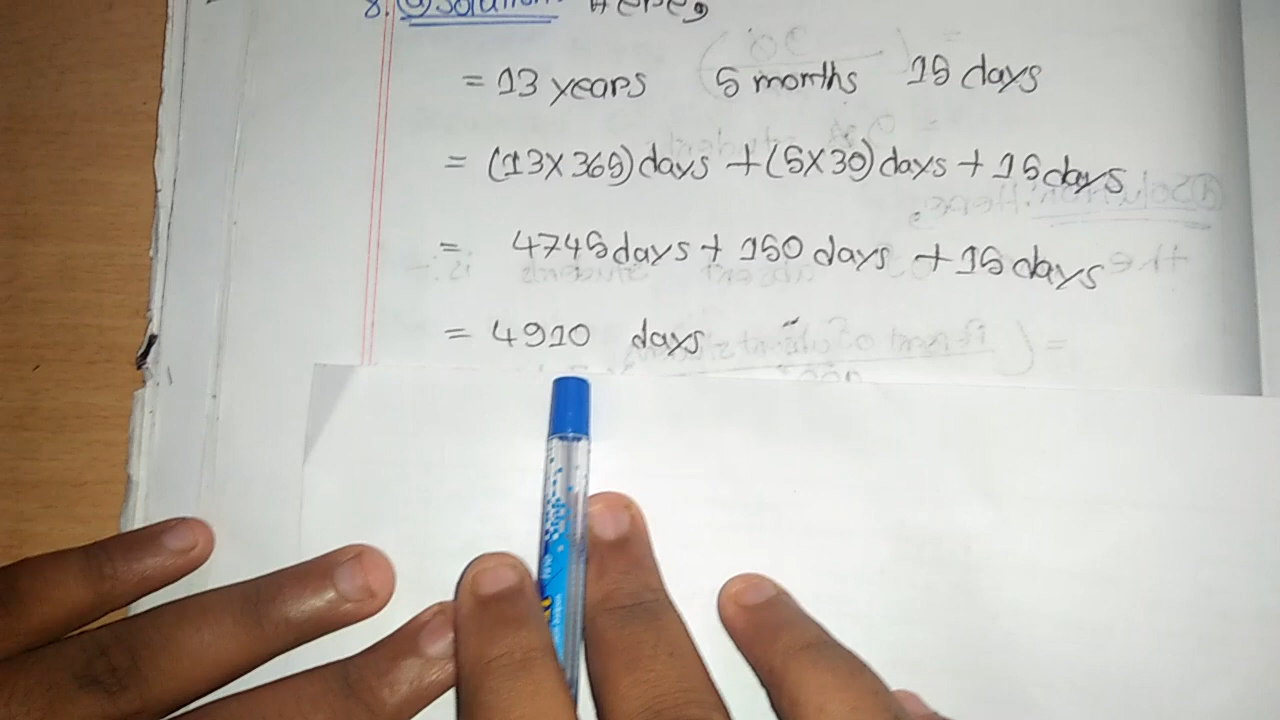 8. Solution: Here,
= 13 years 5 months 15 days
= (13 × 365) days + (5 × 30) days + 15 days
= 4745 days + 150 days + 15 days
= 4910 days